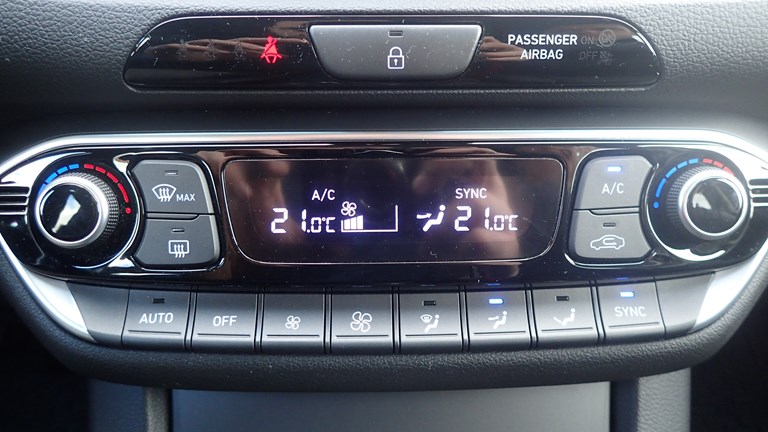 PASSENGER ON
AIRBAG OFF
A/C SYNC
21.0°C 21.0°C
MAX
A/C
AUTO OFF SYNC